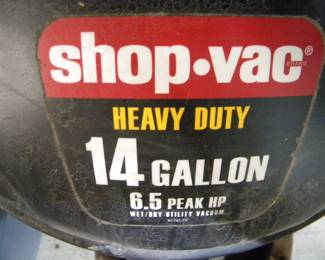 shop·vac®
HEAVY DUTY
14 GALLON
6.5 PEAK HP
WET/DRY UTILITY VACUUM